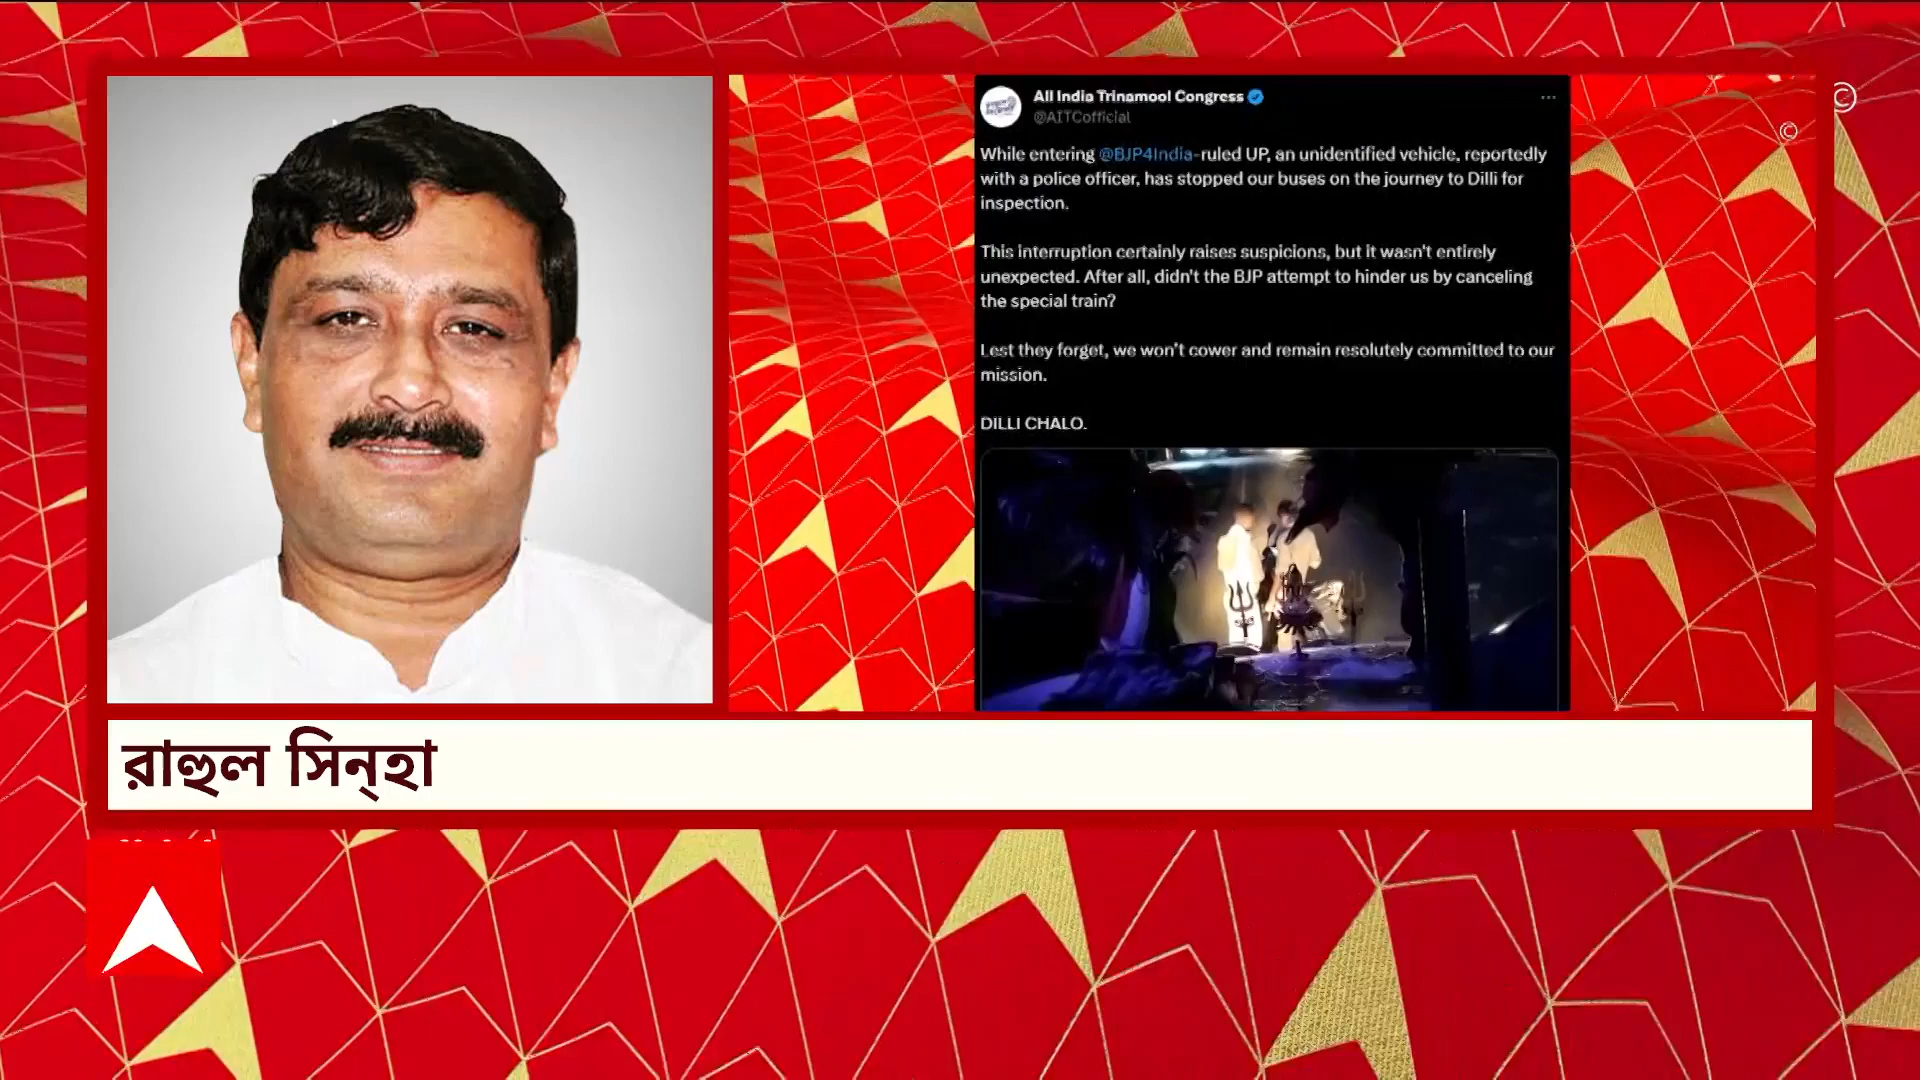 All India Trinamool Congress
@AITCofficial
While entering @BJP4India-ruled UP, an unidentified vehicle, reportedly
with a police officer, has stopped our buses on the journey to Dilli for
inspection.
This interruption certainly raises suspicions, but it wasn't entirely
unexpected. After all, didn't the BJP attempt to hinder us by canceling
the special train?
Lest they forget, we won't cower and remain resolutely committed to our
mission.
DILLI CHALO.
©
©
রাহুল সিন্‌হা